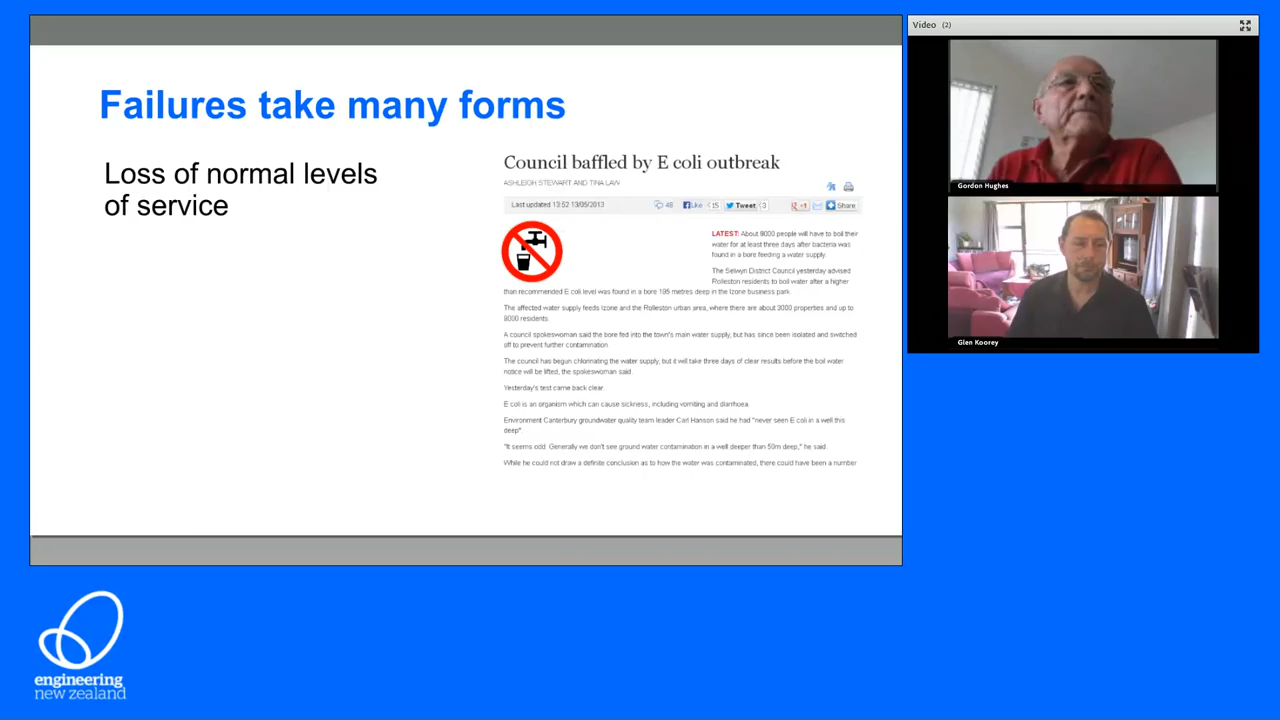 Failures take many forms
Loss of normal levels
of service
Council baffled by E coli outbreak
ASHLEIGH STEWART AND TINA LAW
Last updated 13:52 13/05/2013
48
Like
15
Tweet
3
+1
Share
LATEST: About 8000 people will have to boil their
water for at least three days after bacteria was
found in a bore feeding a water supply.
The Selwyn District Council yesterday advised
Rolleston residents to boil water after a higher
than recommended E.coli level was found in a bore 195 metres deep in the Izone business park.
The affected water supply feeds Izone and the Rolleston urban area, where there are about 3000 properties and up to
8000 residents.
A council spokeswoman said the bore fed into the town's main water supply, but has since been isolated and switched
off to prevent further contamination.
The council has begun chlorinating the water supply, but it will take three days of clear results before the boil water
notice will be lifted, the spokeswoman said.
Yesterday's test came back clear.
E coli is an organism which can cause sickness, including vomiting and diarrhoea.
Environment Canterbury groundwater quality team leader Carl Hanson said he had "never seen E coli in a well this
deep".
"It seems odd. Generally we don't see ground water contamination in a well deeper than 50m deep," he said.
While he could not draw a definite conclusion as to how the water was contaminated, there could have been a number
Video (2)
Gordon Hughes
Glen Koorey
engineering
new zealand